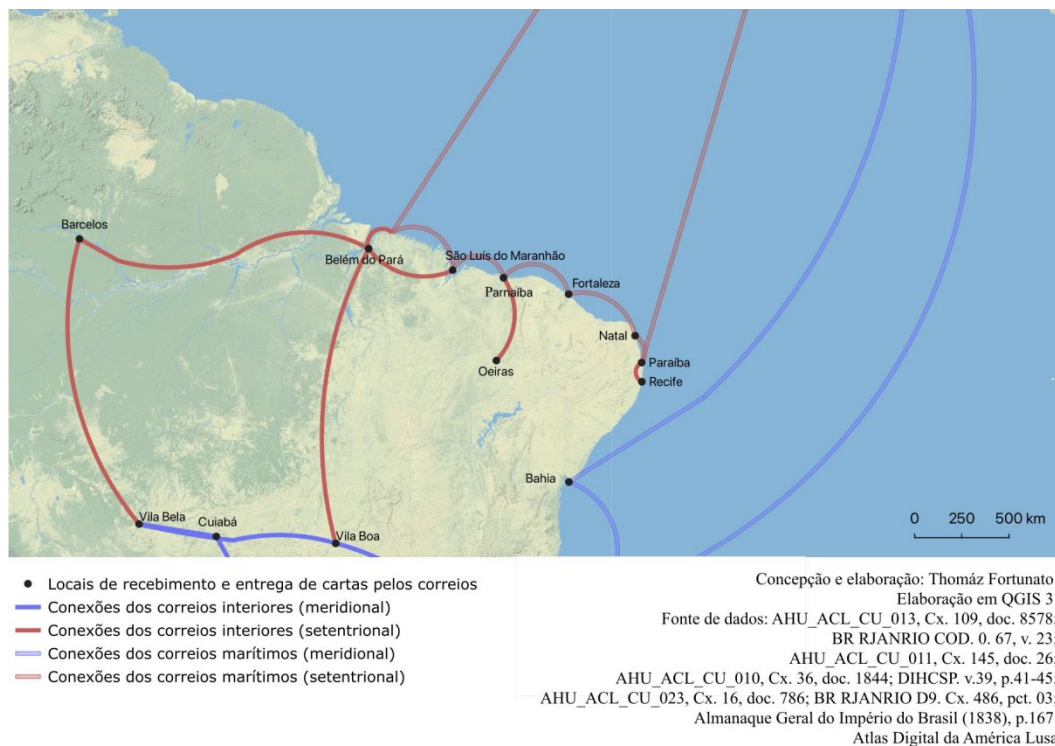 Barcelos
Belém do Pará
São Luís do Maranhão
Parnaíba
Fortaleza
Natal
Oeiras
Paraíba
Recife
Bahia
Vila Bela
Cuiabá
Vila Boa
0 250 500 km
Locais de recebimento e entrega de cartas pelos correios
Conexões dos correios interiores (meridional)
Conexões dos correios interiores (setentrional)
Conexões dos correios marítimos (meridional)
Conexões dos correios marítimos (setentrional)
Concepção e elaboração: Thomáz Fortunato
Elaboração em QGIS 3
Fonte de dados: AHU_ACL_CU_013, Cx. 109, doc. 8578;
BR RJANRIO COD. 0. 67, v. 23;
AHU_ACL_CU_011, Cx. 145, doc. 26;
AHU_ACL_CU_010, Cx. 36, doc. 1844; DIHCSP. v.39, p.41-45;
AHU_ACL_CU_023, Cx. 16, doc. 786; BR RJANRIO D9. Cx. 486, pct. 03;
Almanaque Geral do Império do Brasil (1838), p.167
Atlas Digital da América Lusa